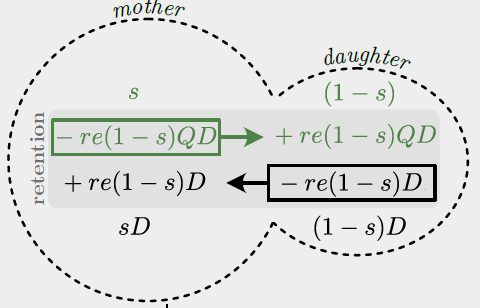 mother
daughter
s
(1 − s)
retention
− re(1 − s)QD
+ re(1 − s)QD
+ re(1 − s)D
− re(1 − s)D
sD
(1 − s)D